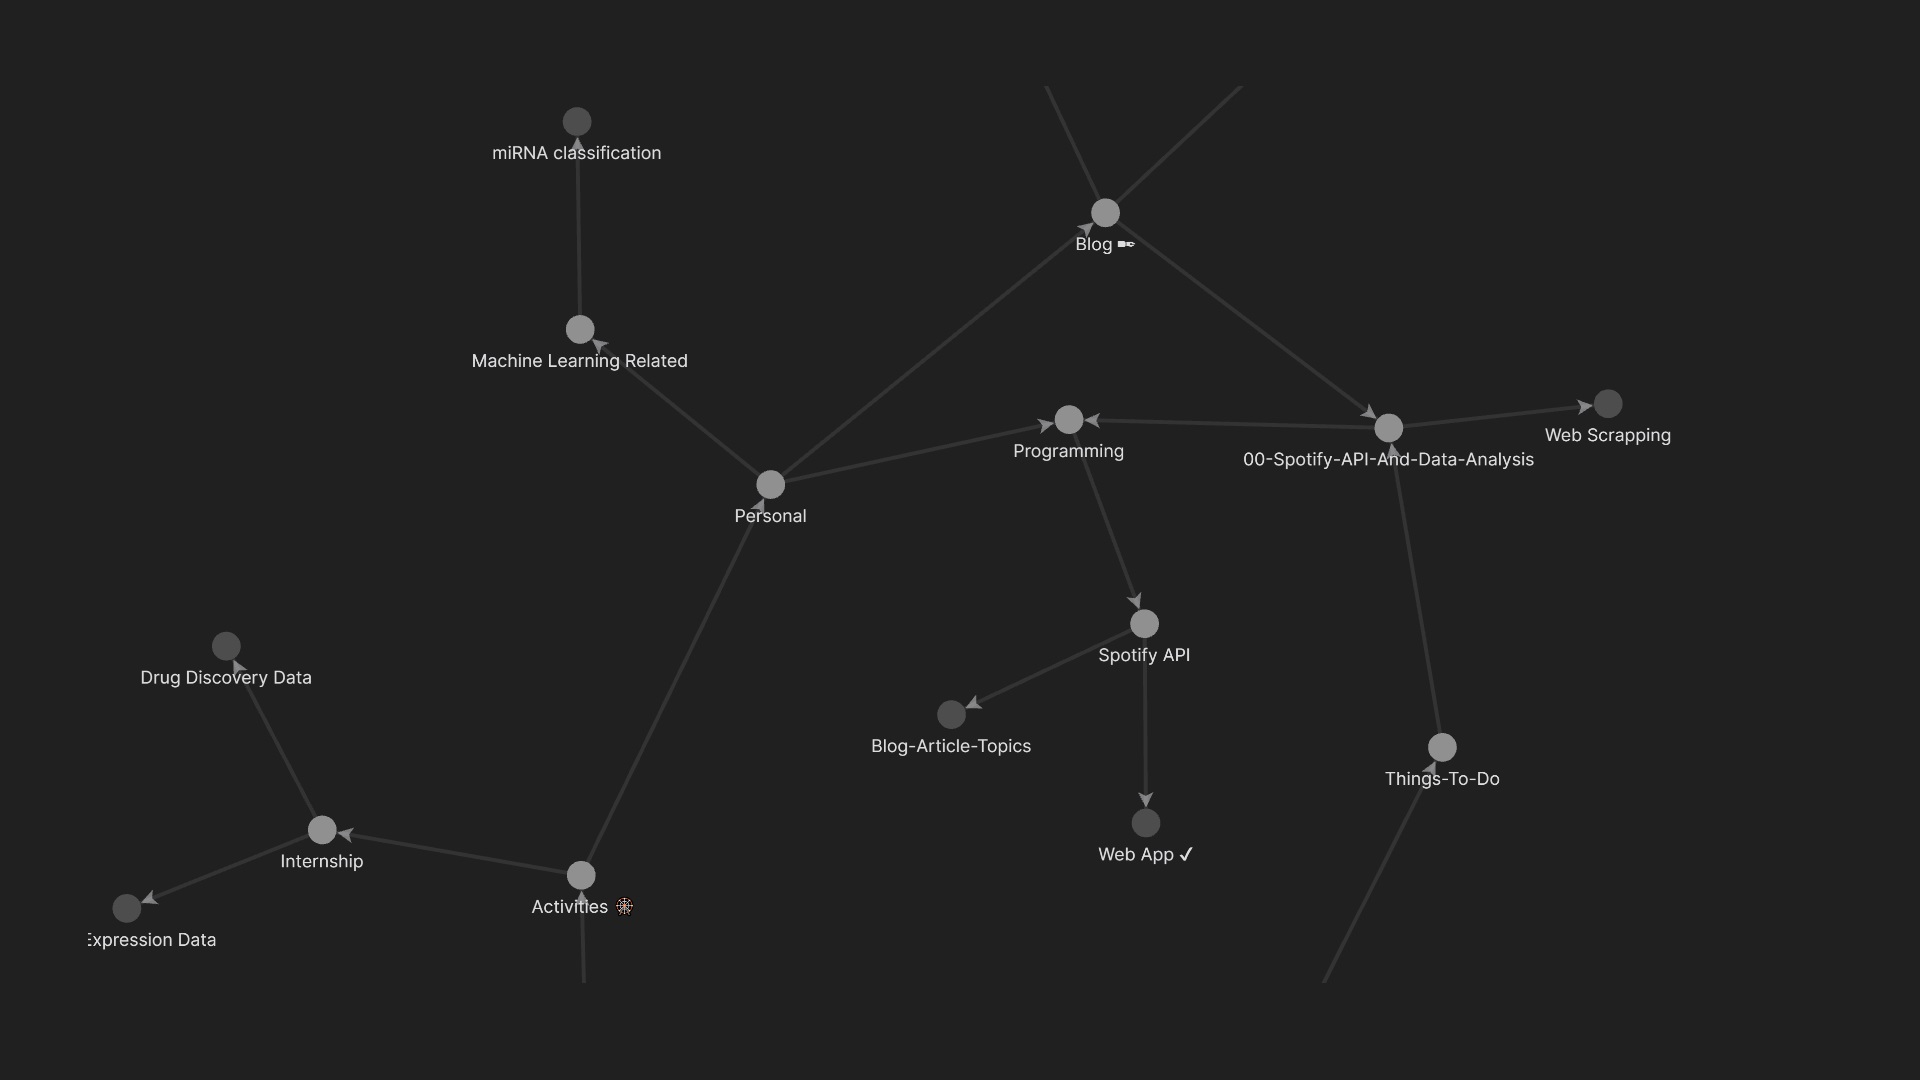 miRNA classification
Blog ✒
Machine Learning Related
Programming
Web Scrapping
00-Spotify-API-And-Data-Analysis
Personal
Spotify API
Drug Discovery Data
Blog-Article-Topics
Things-To-Do
Web App ✓
Internship
Activities 🕸
Expression Data